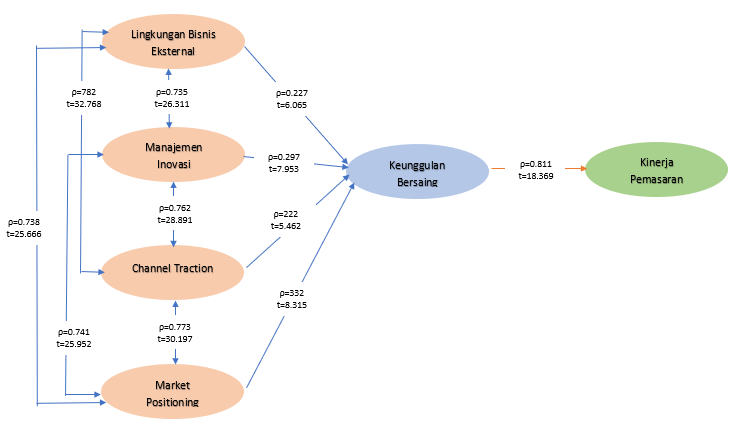 Lingkungan Bisnis
Eksternal
ρ=782
t=32.768
ρ=0.735
t=26.311
ρ=0.227
t=6.065
Manajemen
Inovasi
ρ=0.297
t=7.953
Keunggulan
Bersaing
ρ=0.811
t=18.369
Kinerja
Pemasaran
ρ=0.738
t=25.666
ρ=0.762
t=28.891
ρ=222
t=5.462
Channel Traction
ρ=332
t=8.315
ρ=0.741
t=25.952
ρ=0.773
t=30.197
Market
Positioning